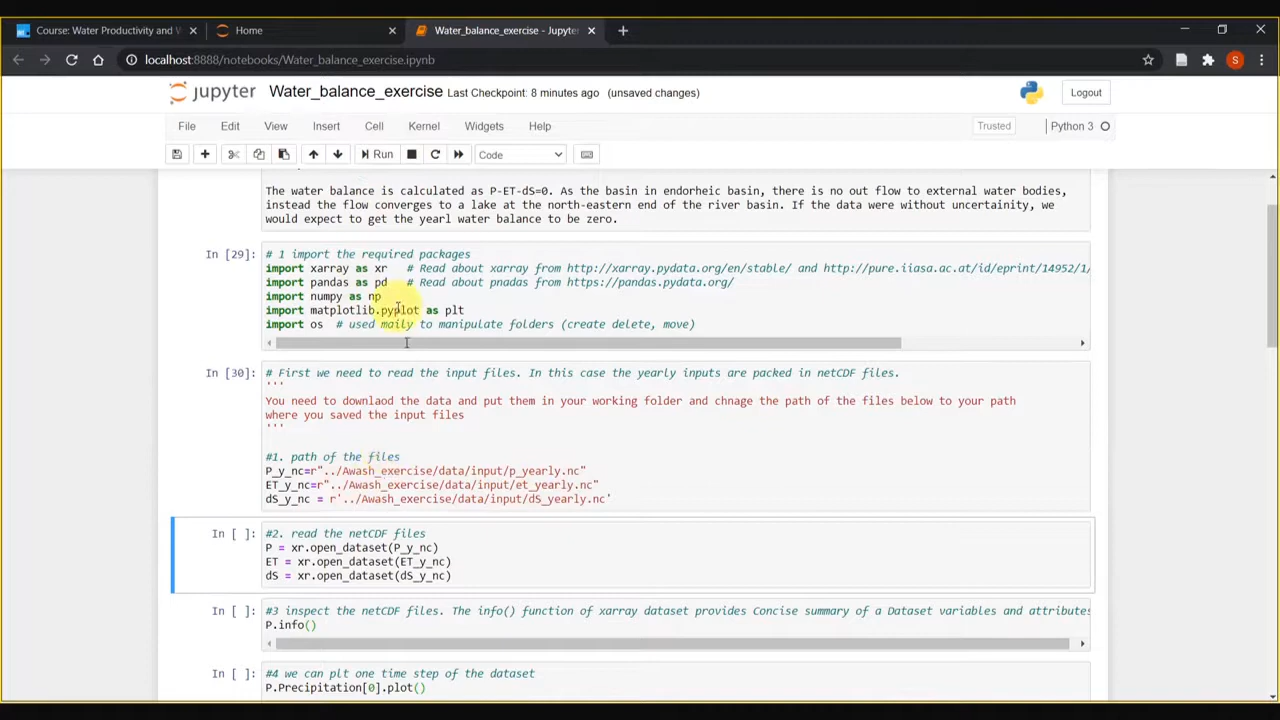 Course: Water Productivity and V
Home
Water_balance_exercise - Jupyte
localhost:8888/notebooks/Water_balance_exercise.ipynb
S
jupyter Water_balance_exercise Last Checkpoint: 8 minutes ago (unsaved changes)
Logout
File Edit View Insert Cell Kernel Widgets Help
Trusted
Python 3
Run
Code
The water balance is calculated as P-ET-dS=0. As the basin in endorheic basin, there is no out flow to external water bodies,
instead the flow converges to a lake at the north-eastern end of the river basin. If the data were without uncertainity, we
would expect to get the yearl water balance to be zero.
In [29]:
# 1 import the required packages
import xarray as xr # Read about xarray from http://xarray.pydata.org/en/stable/ and http://pure.iiasa.ac.at/id/eprint/14952/1/
import pandas as pd # Read about pnadas from https://pandas.pydata.org/
import numpy as np
import matplotlib.pyplot as plt
import os # used maily to manipulate folders (create delete, move)
In [30]:
# First we need to read the input files. In this case the yearly inputs are packed in netCDF files.
'''
You need to downlaod the data and put them in your working folder and chnage the path of the files below to your path
where you saved the input files
'''
#1. path of the files
P_y_nc=r"../Awash_exercise/data/input/p_yearly.nc"
ET_y_nc=r"../Awash_exercise/data/input/et_yearly.nc"
dS_y_nc = r'../Awash_exercise/data/input/dS_yearly.nc'
In [ ]:
#2. read the netCDF files
P = xr.open_dataset(P_y_nc)
ET = xr.open_dataset(ET_y_nc)
dS = xr.open_dataset(dS_y_nc)
In [ ]:
#3 inspect the netCDF files. The info() function of xarray dataset provides Concise summary of a Dataset variables and attributes
P.info()
In [ ]:
#4 we can plt one time step of the dataset
P.Precipitation[0].plot()